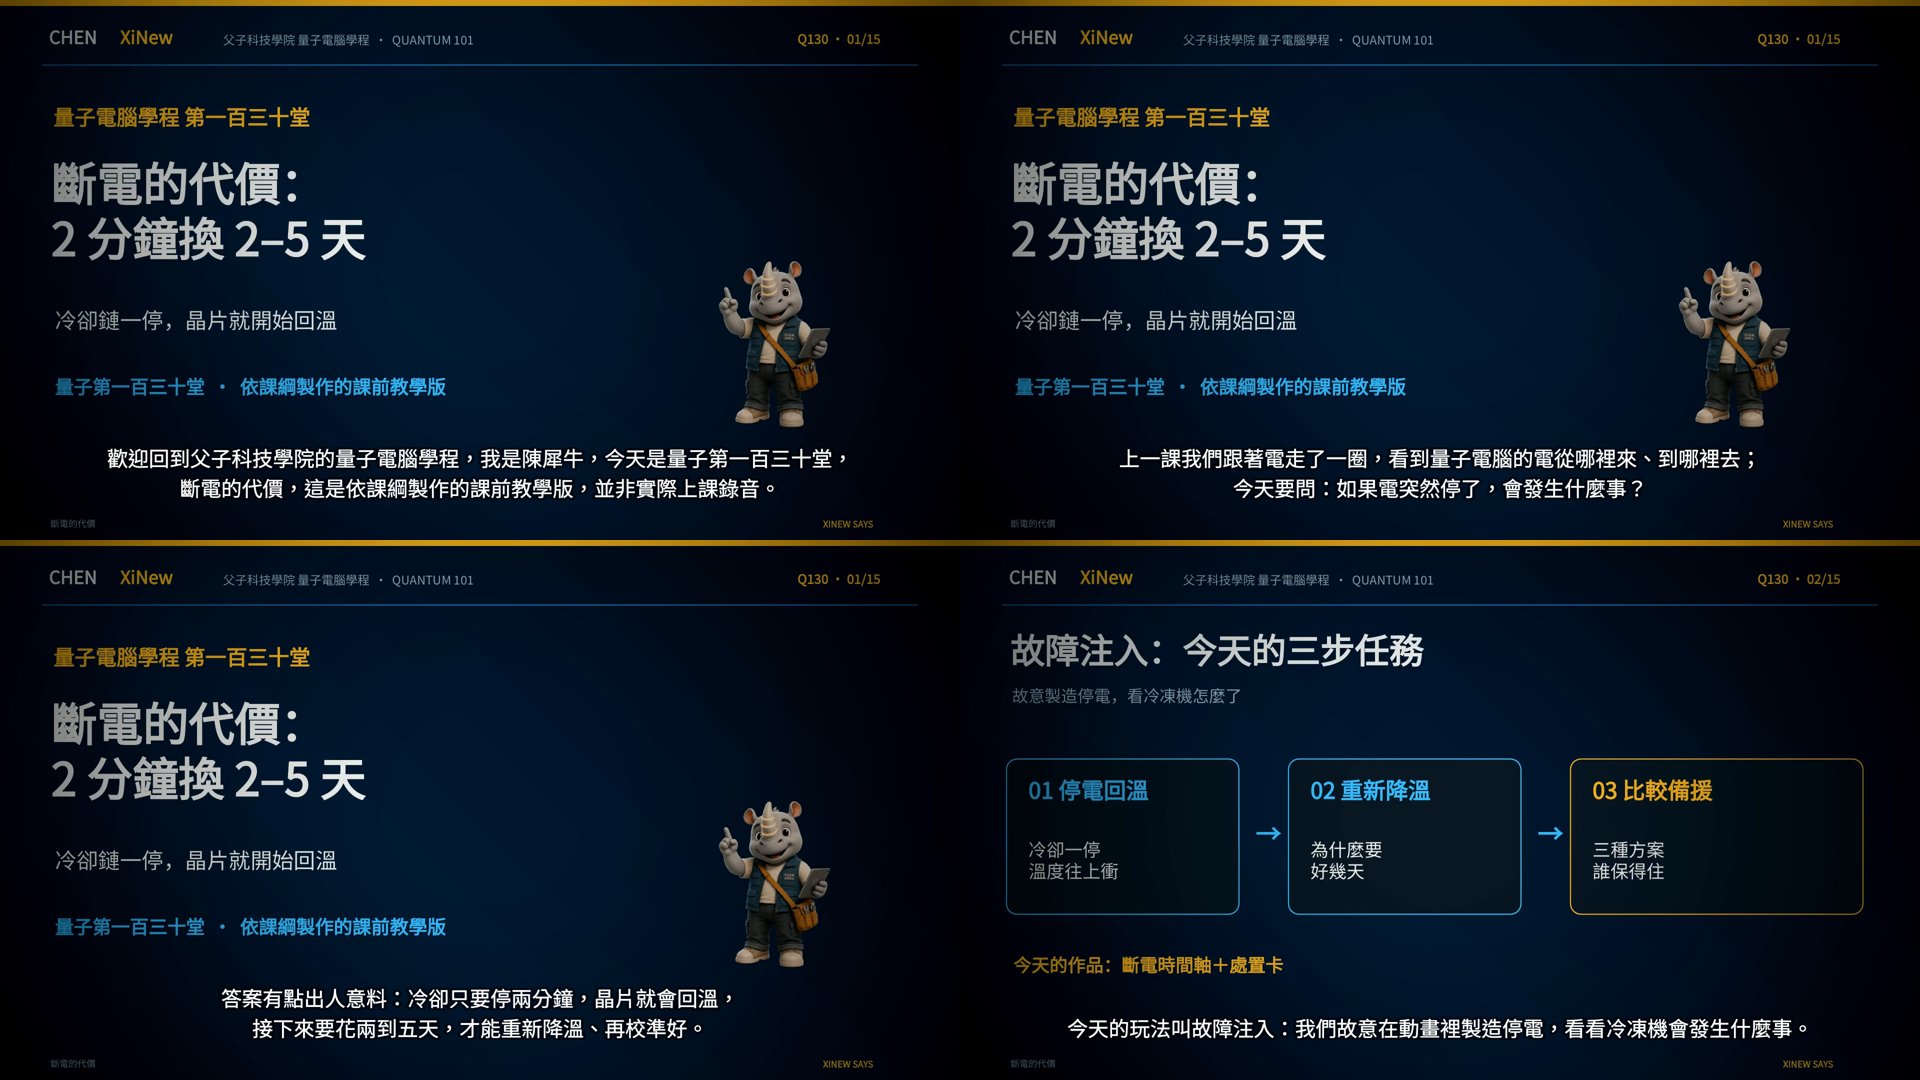 CHEN XiNew 父子科技學院 量子電腦學程 · QUANTUM 101 Q130 · 01/15
量子電腦學程 第一百三十堂
斷電的代價：
2 分鐘換 2–5 天
冷卻鏈一停，晶片就開始回溫
量子第一百三十堂 · 依課綱製作的課前教學版
歡迎回到父子科技學院的量子電腦學程，我是陳犀牛，今天是量子第一百三十堂，
斷電的代價，這是依課綱製作的課前教學版，並非實際上課錄音。
斷電的代價 XINEW SAYS
CHEN XiNew 父子科技學院 量子電腦學程 · QUANTUM 101 Q130 · 01/15
量子電腦學程 第一百三十堂
斷電的代價：
2 分鐘換 2–5 天
冷卻鏈一停，晶片就開始回溫
量子第一百三十堂 · 依課綱製作的課前教學版
上一課我們跟著電走了一圈，看到量子電腦的電從哪裡來、到哪裡去；
今天要問：如果電突然停了，會發生什麼事？
斷電的代價 XINEW SAYS
CHEN XiNew 父子科技學院 量子電腦學程 · QUANTUM 101 Q130 · 01/15
量子電腦學程 第一百三十堂
斷電的代價：
2 分鐘換 2–5 天
冷卻鏈一停，晶片就開始回溫
量子第一百三十堂 · 依課綱製作的課前教學版
答案有點出人意料：冷卻只要停兩分鐘，晶片就會回溫，
接下來要花兩到五天，才能重新降溫、再校準好。
斷電的代價 XINEW SAYS
CHEN XiNew 父子科技學院 量子電腦學程 · QUANTUM 101 Q130 · 02/15
故障注入：今天的三步任務
故意製造停電，看冷凍機怎麼了
01 停電回溫
冷卻一停
溫度往上衝
→
02 重新降溫
為什麼要
好幾天
→
03 比較備援
三種方案
誰保得住
今天的作品：斷電時間軸＋處置卡
今天的玩法叫故障注入：我們故意在動畫裡製造停電，看看冷凍機會發生什麼事。
斷電的代價 XINEW SAYS